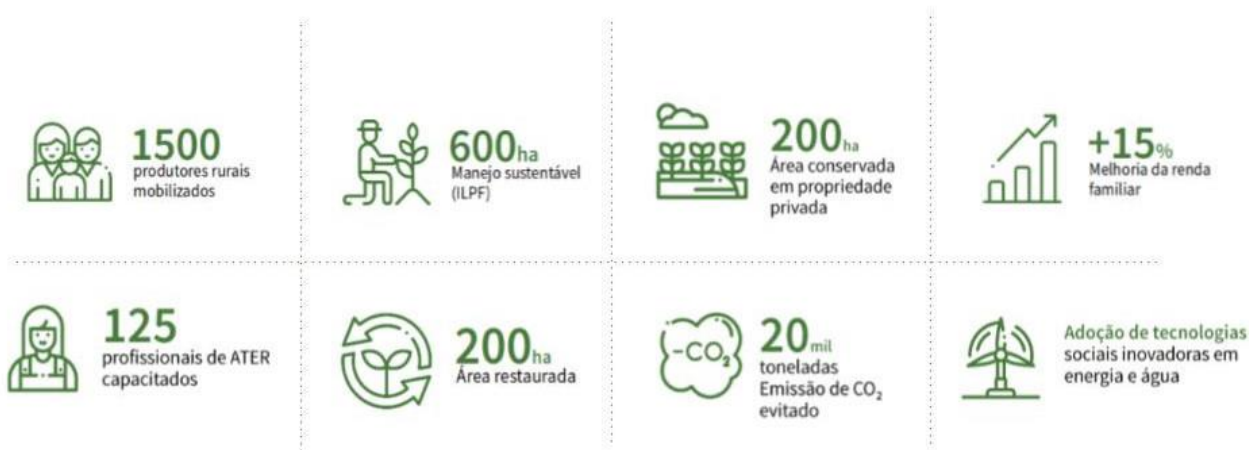 1500
produtores rurais
mobilizados
600ha
Manejo sustentável
(ILPF)
200ha
Área conservada
em propriedade
privada
+15%
Melhoria da renda
familiar
125
profissionais de ATER
capacitados
200ha
Área restaurada
-CO₂
20mil
toneladas
Emissão de CO₂
evitado
Adoção de tecnologias
sociais inovadoras em
energia e água